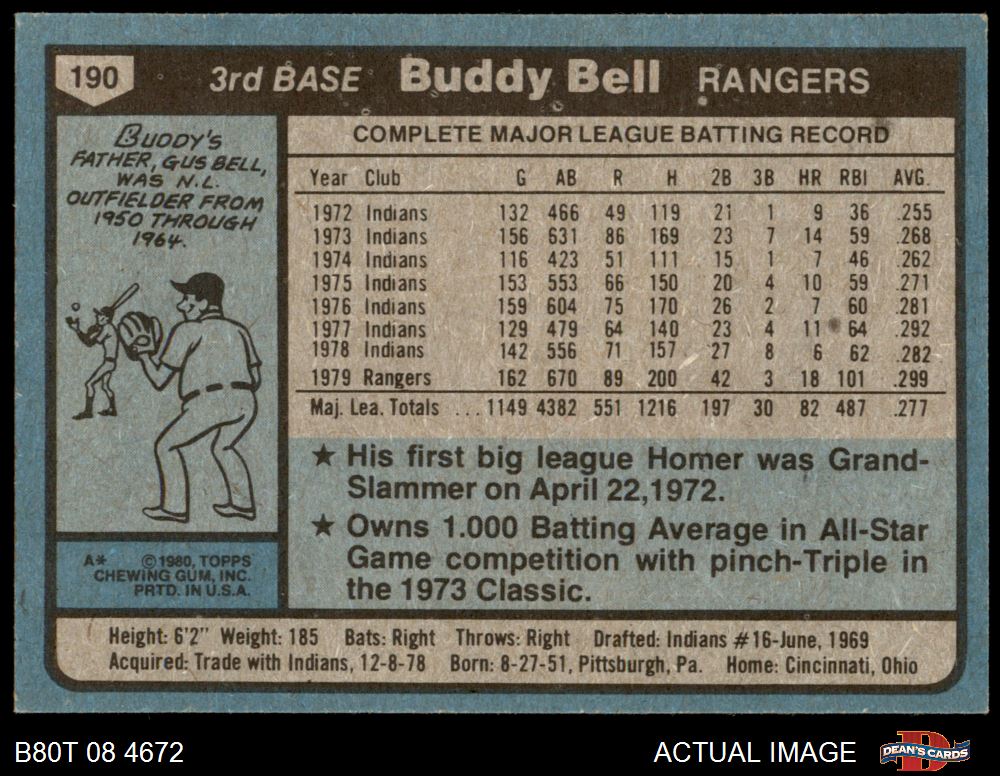 190 3rd BASE Buddy Bell RANGERS
BUDDY'S
FATHER, GUS BELL,
WAS N.L.
OUTFIELDER FROM
1950 THROUGH
1964.
COMPLETE MAJOR LEAGUE BATTING RECORD
Year Club G AB R H 2B 3B HR RBI AVG.
1972 Indians 132 466 49 119 21 1 9 36 .255
1973 Indians 156 631 86 169 23 7 14 59 .268
1974 Indians 116 423 51 111 15 1 7 46 .262
1975 Indians 153 553 66 150 20 4 10 59 .271
1976 Indians 159 604 75 170 26 2 7 60 .281
1977 Indians 129 479 64 140 23 4 11 64 .292
1978 Indians 142 556 71 157 27 8 6 62 .282
1979 Rangers 162 670 89 200 42 3 18 101 .299
Maj. Lea. Totals ... 1149 4382 551 1216 197 30 82 487 .277
★ His first big league Homer was Grand-
Slammer on April 22,1972.
★ Owns 1.000 Batting Average in All-Star
Game competition with pinch-Triple in
the 1973 Classic.
A* ©1980, TOPPS
CHEWING GUM, INC.
PRTD. IN U.S.A.
Height: 6'2" Weight: 185 Bats: Right Throws: Right Drafted: Indians #16-June, 1969
Acquired: Trade with Indians, 12-8-78 Born: 8-27-51, Pittsburgh, Pa. Home: Cincinnati, Ohio
B80T 08 4672 ACTUAL IMAGE D DEAN'S CARDS